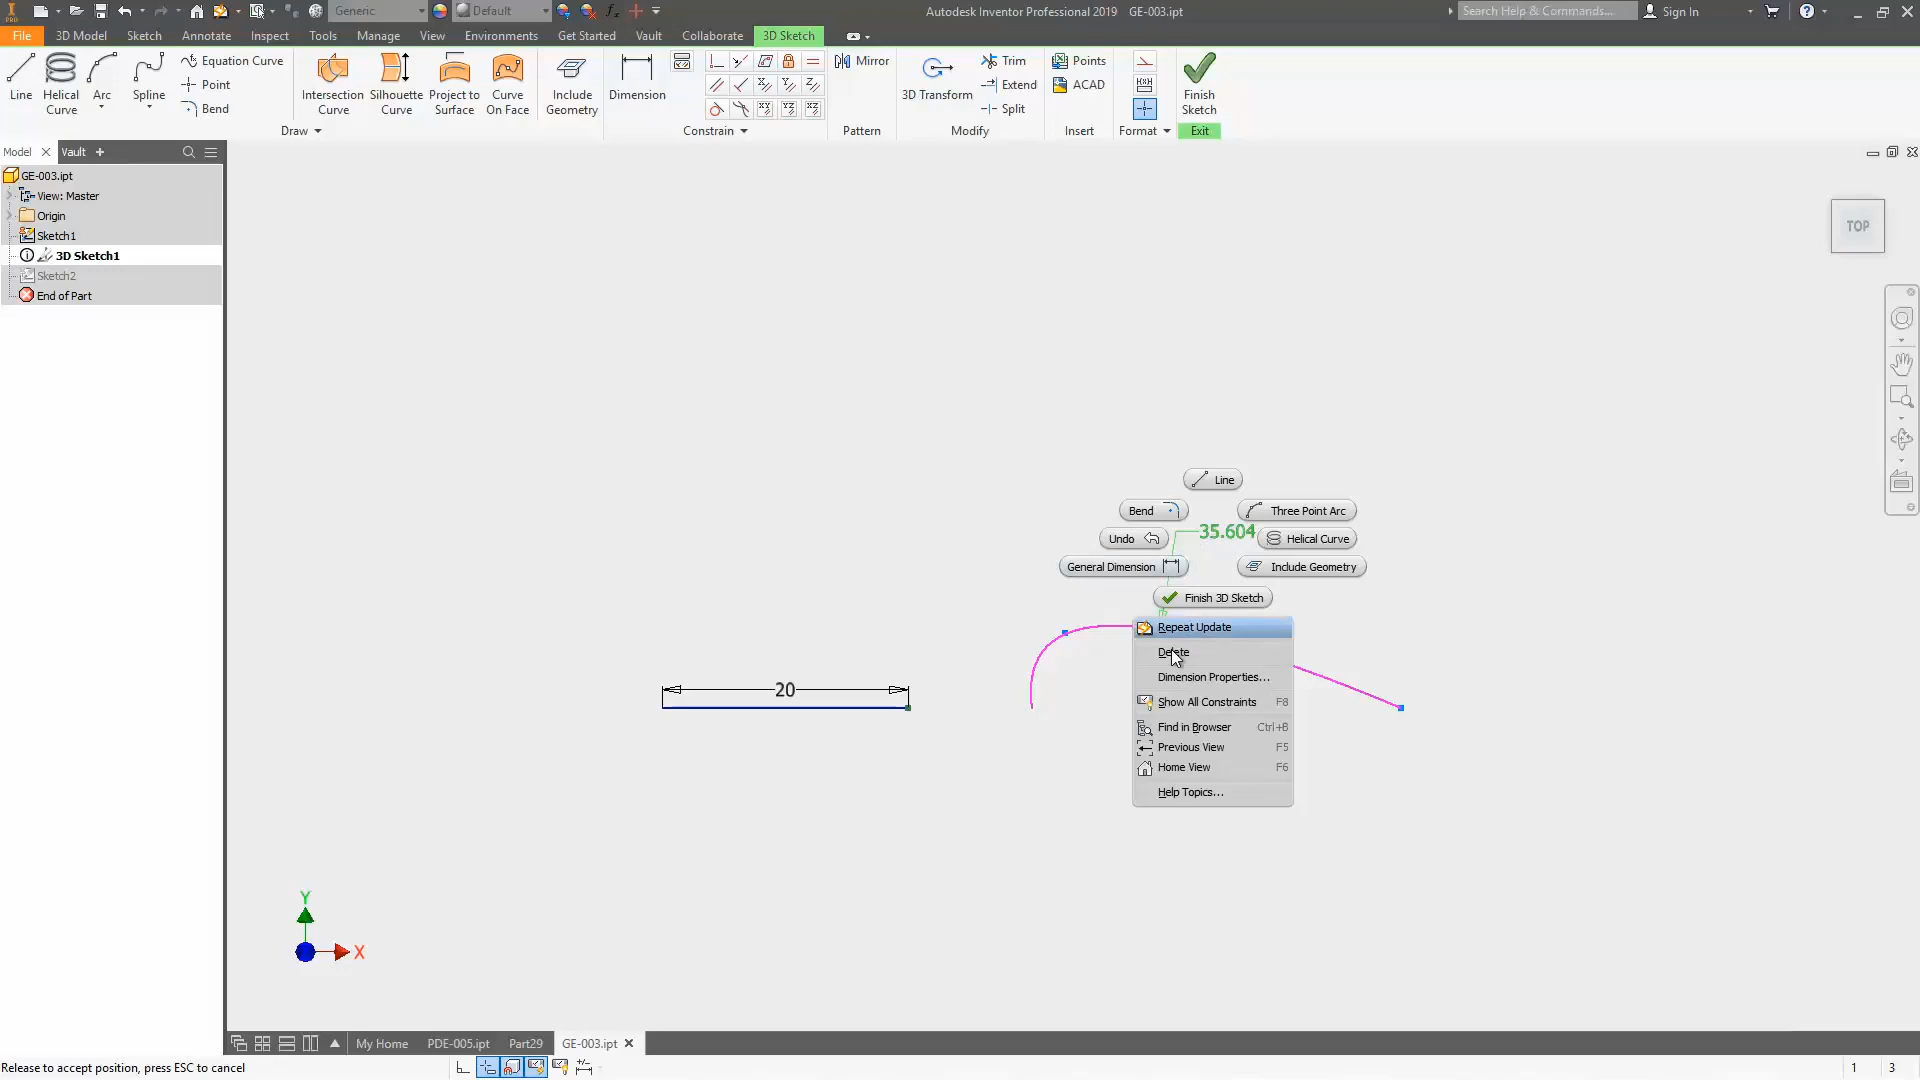 PRO
Generic
Default
Autodesk Inventor Professional 2019 GE-003.ipt
Search Help & Commands...
Sign In
File
3D Model
Sketch
Annotate
Inspect
Tools
Manage
View
Environments
Get Started
Vault
Collaborate
3D Sketch
Line
Helical Curve
Arc
Spline
Equation Curve
Point
Bend
Intersection Curve
Silhouette Curve
Project to Surface
Curve On Face
Include Geometry
Dimension
Mirror
3D Transform
Trim
Extend
Split
Points
ACAD
Finish Sketch
Draw
Constrain
Pattern
Modify
Insert
Format
Exit
Model
Vault
GE-003.ipt
View: Master
Origin
Sketch1
3D Sketch1
Sketch2
End of Part
TOP
Line
Bend
Three Point Arc
35.604
Undo
Helical Curve
General Dimension
Include Geometry
Finish 3D Sketch
Repeat Update
Delete
Dimension Properties...
Show All Constraints F8
Find in Browser Ctrl+B
Previous View F5
Home View F6
Help Topics...
20
Y
X
My Home
PDE-005.ipt
Part29
GE-003.ipt
Release to accept position, press ESC to cancel
1
3